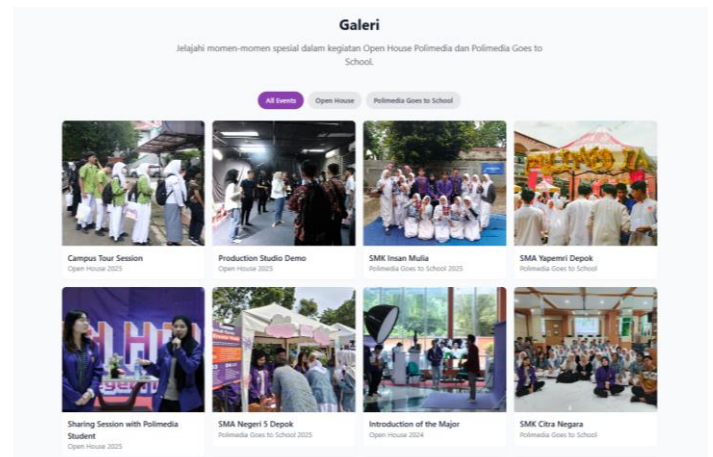 Galeri
Jelajahi momen-momen spesial dalam kegiatan Open House Polimedia dan Polimedia Goes to
School.
All Events
Open House
Polimedia Goes to School
Campus Tour Session
Open House 2025
Production Studio Demo
Open House 2025
SMK Insan Mulia
Polimedia Goes to School 2025
SMA Yapemri Depok
Polimedia Goes to School
Sharing Session with Polimedia
Student
Open House 2025
SMA Negeri 5 Depok
Polimedia Goes to School 2025
Introduction of the Major
Open House 2024
SMK Citra Negara
Polimedia Goes to School